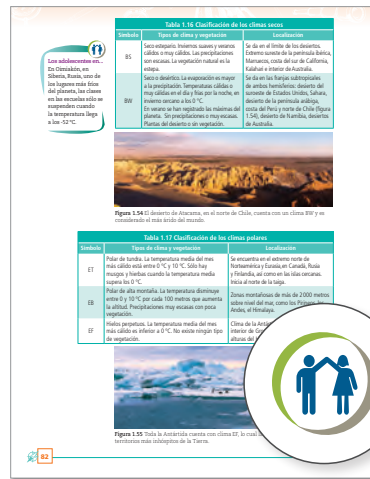 Tabla 1.16 Clasificación de los climas secos
Símbolo Tipos de clima y vegetación Localización
BS
Seco estepario. Inviernos suaves y veranos
cálidos o muy cálidos. Las precipitaciones
son escasas. La vegetación natural es la
estepa.
Se da en el límite de los desiertos.
Extremo sureste de la península ibérica,
Marruecos, costa del sur de California,
Kalahari e interior de Australia.
BW
Seco o desértico. La evaporación es mayor
a la precipitación. Temperaturas cálidas o
muy cálidas en el día y frías por la noche, en
invierno cercano a los 0 °C.
En verano se han registrado las máximas del
planeta. Sin precipitaciones o muy escasas.
Plantas del desierto o sin vegetación.
Se da en las franjas subtropicales
de ambos hemisferios: desierto del
suroeste de Estados Unidos, Sahara,
desierto de la península arábiga,
costa del Perú y norte de Chile (figura
1.54), desierto de Namibia, desiertos
de Australia.
Los adolescentes en...
En Oimiakón, en
Siberia, Rusia, uno de
los lugares más fríos
del planeta, las clases
en las escuelas sólo se
suspenden cuando
la temperatura llega
a los -52 °C.
Figura 1.54 El desierto de Atacama, en el norte de Chile, cuenta con un clima BW y es
considerado el más árido del mundo.
Tabla 1.17 Clasificación de los climas polares
Símbolo Tipos de clima y vegetación Localización
ET
Polar de tundra. La temperatura media del mes
más cálido está entre 0 °C y 10 °C. Sólo hay
musgos y hierbas cuando la temperatura media
supera los 0 °C.
Se encuentra en el extremo norte de
Norteamérica y Eurasia, en Canadá, Rusia
y Finlandia, así como en las islas cercanas.
Inicia al norte de la taiga.
EB
Polar de alta montaña. La temperatura disminuye
entre 0 y 10 °C por cada 100 metros que aumenta
la altitud. Precipitaciones muy escasas con poca
vegetación.
Zonas montañosas de más de 2 000 metros
sobre nivel del mar, como los Pirineos, los
Andes, el Himalaya.
EF
Hielos perpetuos. La temperatura media del mes
más cálido es inferior a 0 °C. No existe ningún tipo
de vegetación.
Clima de la
interior de
alturas del
Figura 1.55 Toda la Antártida cuenta con clima EF, lo cual
territorios más inhóspitos de la Tierra.
82